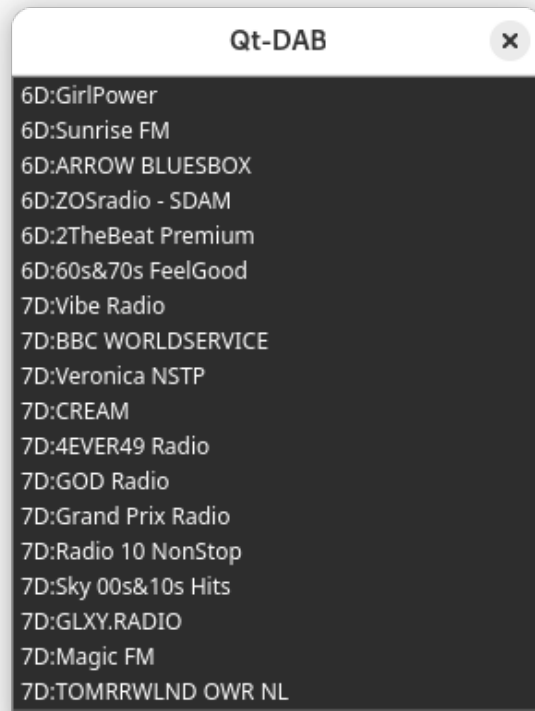 Qt-DAB
6D:GirlPower
6D:Sunrise FM
6D:ARROW BLUESBOX
6D:ZOSradio - SDAM
6D:2TheBeat Premium
6D:60s&70s FeelGood
7D:Vibe Radio
7D:BBC WORLDSERVICE
7D:Veronica NSTP
7D:CREAM
7D:4EVER49 Radio
7D:GOD Radio
7D:Grand Prix Radio
7D:Radio 10 NonStop
7D:Sky 00s&10s Hits
7D:GLXY.RADIO
7D:Magic FM
7D:TOMRRWLND OWR NL